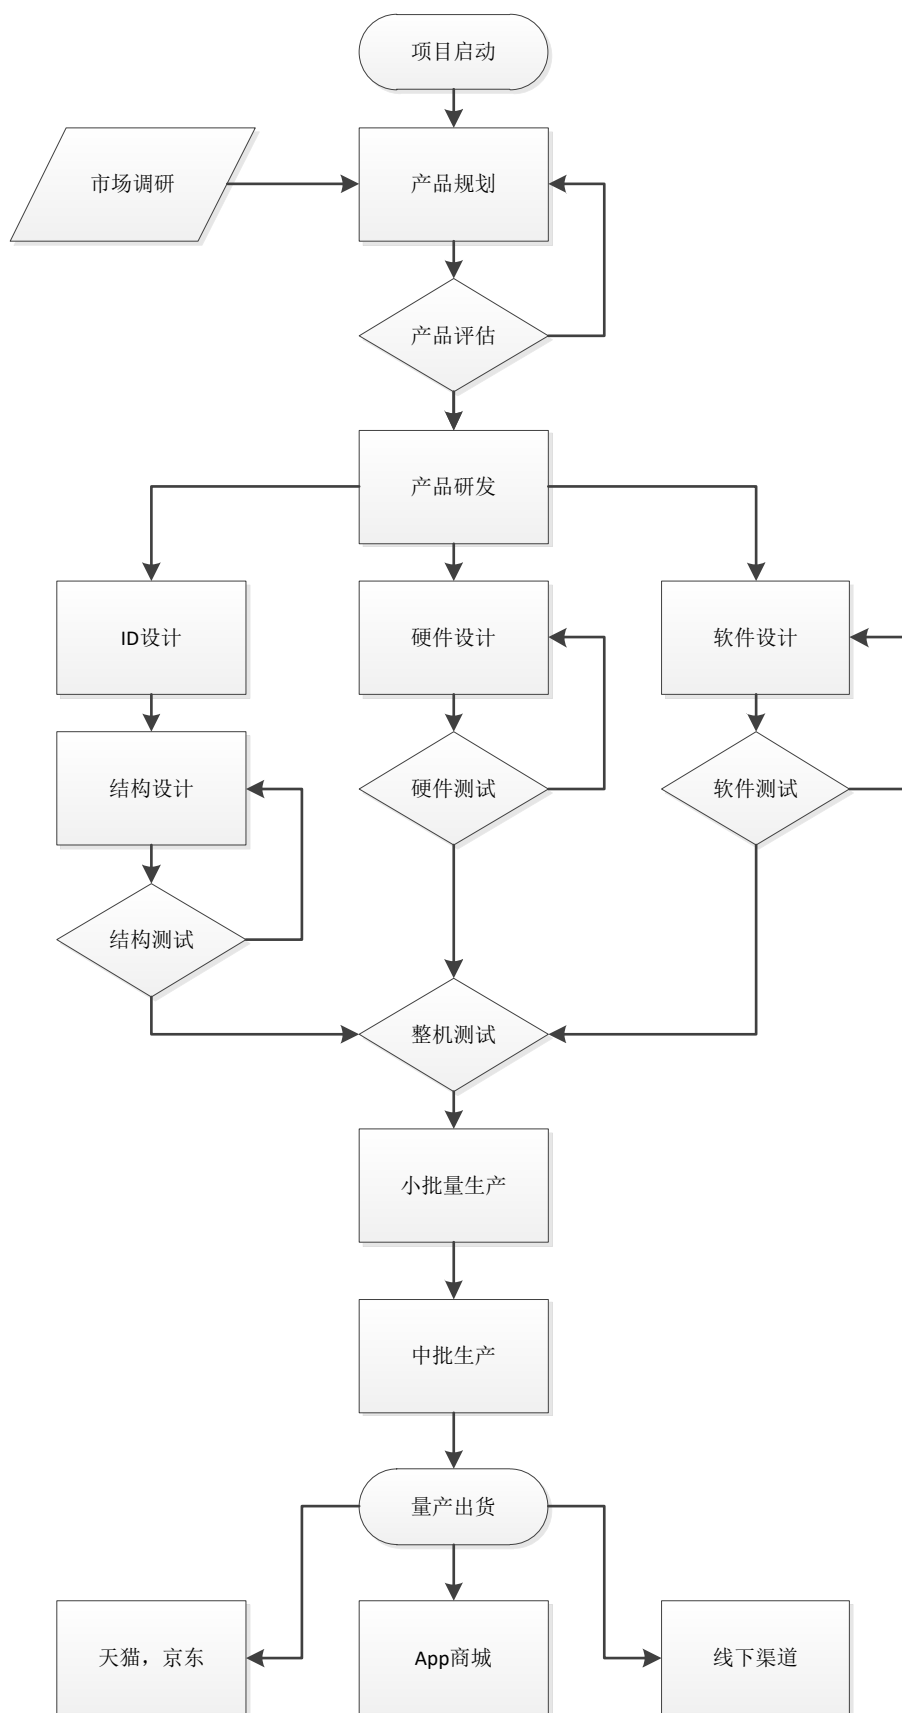 项目启动
市场调研
产品规划
产品评估
产品研发
ID设计
硬件设计
软件设计
结构设计
硬件测试
软件测试
结构测试
整机测试
小批量生产
中批生产
量产出货
天猫，京东
App商城
线下渠道